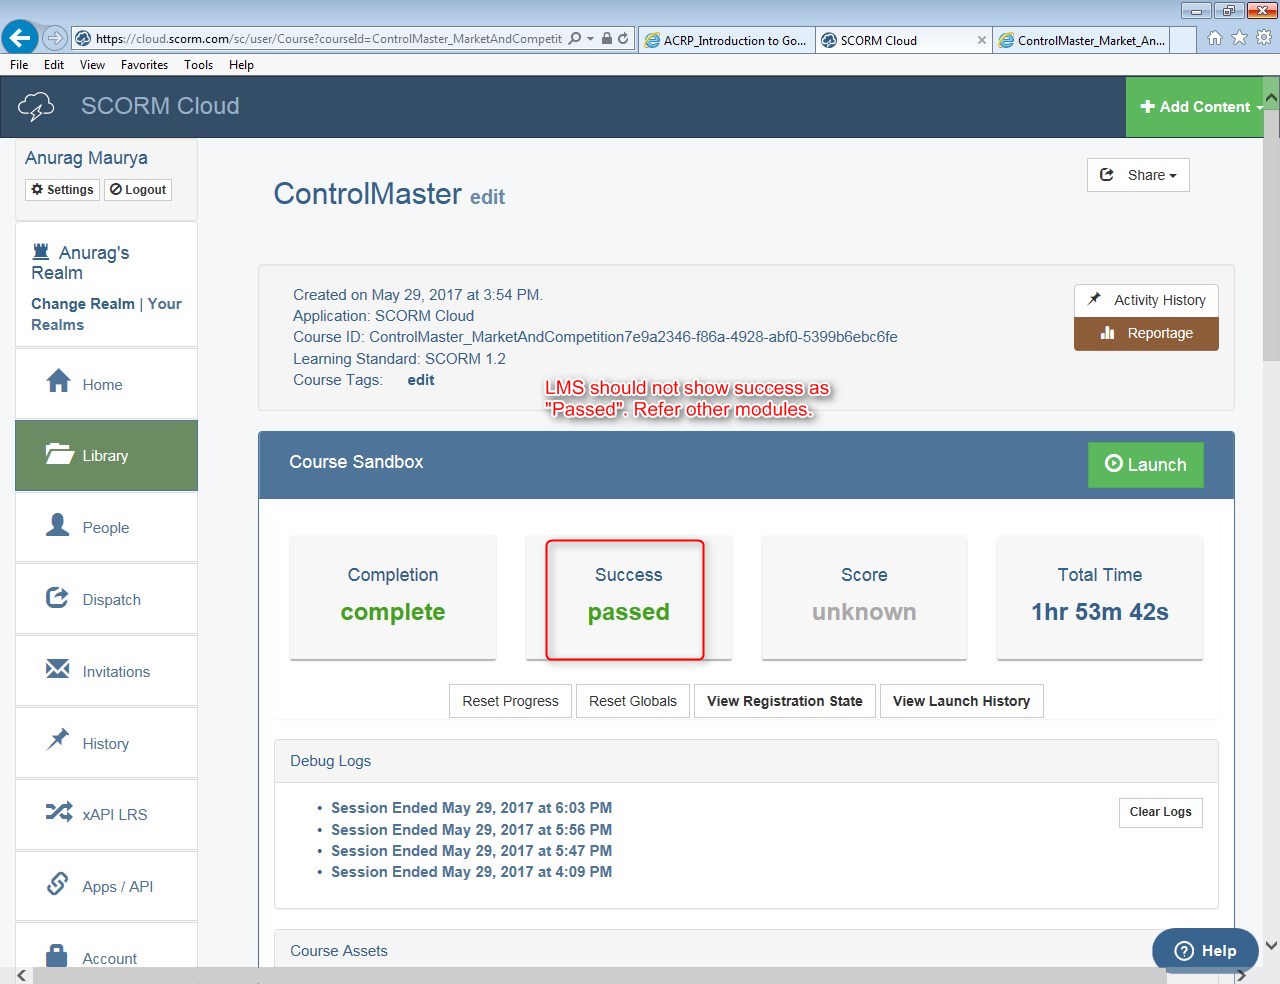 https://cloud.scorm.com/sc/user/Course?courseId=ControlMaster_MarketAndCompetit
ACRP_Introduction to Go...
SCORM Cloud
ControlMaster_Market_An...
File Edit View Favorites Tools Help
SCORM Cloud
Add Content
Anurag Maurya
Settings
Logout
Anurag's
Realm
Change Realm | Your
Realms
Home
Library
People
Dispatch
Invitations
History
xAPI LRS
Apps / API
Account
ControlMaster edit
Share
Created on May 29, 2017 at 3:54 PM.
Application: SCORM Cloud
Course ID: ControlMaster_MarketAndCompetition7e9a2346-f86a-4928-abf0-5399b6ebc6fe
Learning Standard: SCORM 1.2
Course Tags: edit
Activity History
Reportage
LMS should not show success as
"Passed". Refer other modules.
Course Sandbox
Launch
Completion
complete
Success
passed
Score
unknown
Total Time
1hr 53m 42s
Reset Progress
Reset Globals
View Registration State
View Launch History
Debug Logs
Session Ended May 29, 2017 at 6:03 PM
Session Ended May 29, 2017 at 5:56 PM
Session Ended May 29, 2017 at 5:47 PM
Session Ended May 29, 2017 at 4:09 PM
Clear Logs
Course Assets
Help